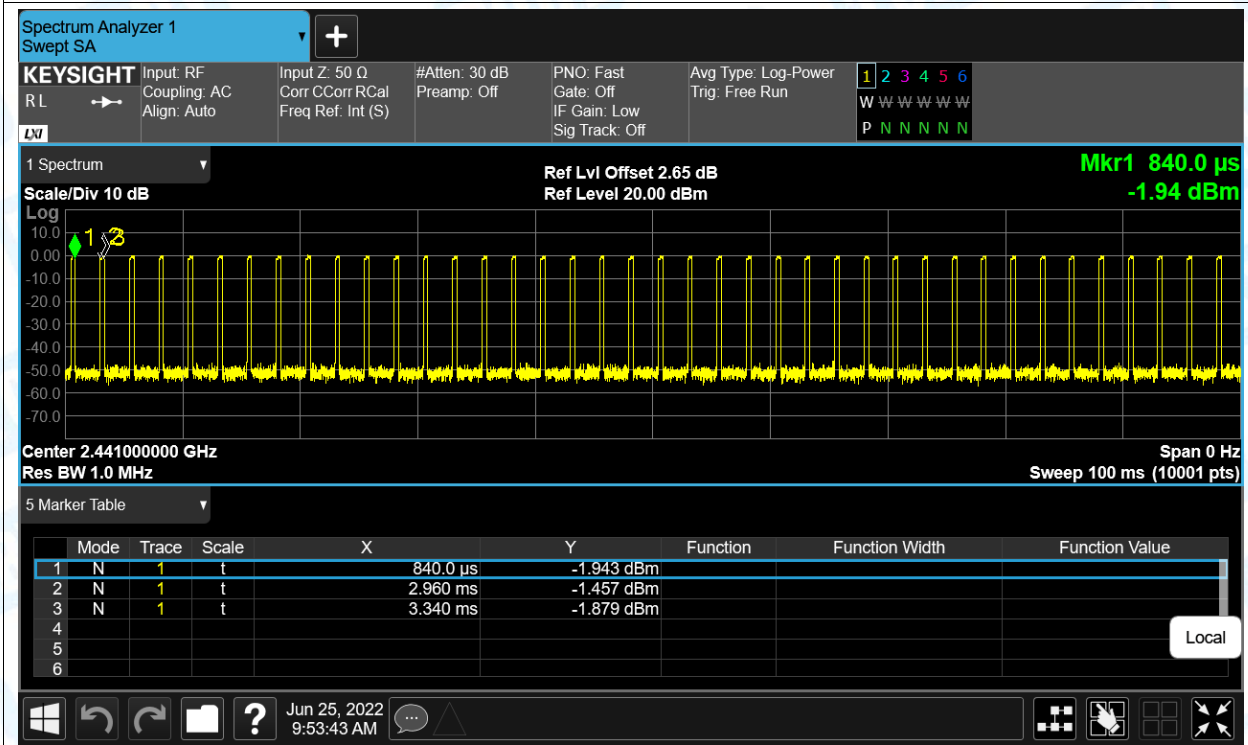 Spectrum Analyzer 1
Swept SA
KEYSIGHT
R L
LXI
Input: RF
Coupling: AC
Align: Auto
Input Z: 50 Ω
Corr CCorr RCal
Freq Ref: Int (S)
#Atten: 30 dB
Preamp: Off
PNO: Fast
Gate: Off
IF Gain: Low
Sig Track: Off
Avg Type: Log-Power
Trig: Free Run
1 2 3 4 5 6
W W W W W W
P N N N N N
1 Spectrum
Scale/Div 10 dB
Ref Lvl Offset 2.65 dB
Ref Level 20.00 dBm
Mkr1 840.0 µs
-1.94 dBm
Log
10.0
0.00
-10.0
-20.0
-30.0
-40.0
-50.0
-60.0
-70.0
1 2 3
Center 2.441000000 GHz
Res BW 1.0 MHz
Span 0 Hz
Sweep 100 ms (10001 pts)
5 Marker Table
Mode Trace Scale X Y Function Function Width Function Value
1 N 1 t 840.0 µs -1.943 dBm
2 N 1 t 2.960 ms -1.457 dBm
3 N 1 t 3.340 ms -1.879 dBm
4
5
6
Local
?
Jun 25, 2022
9:53:43 AM